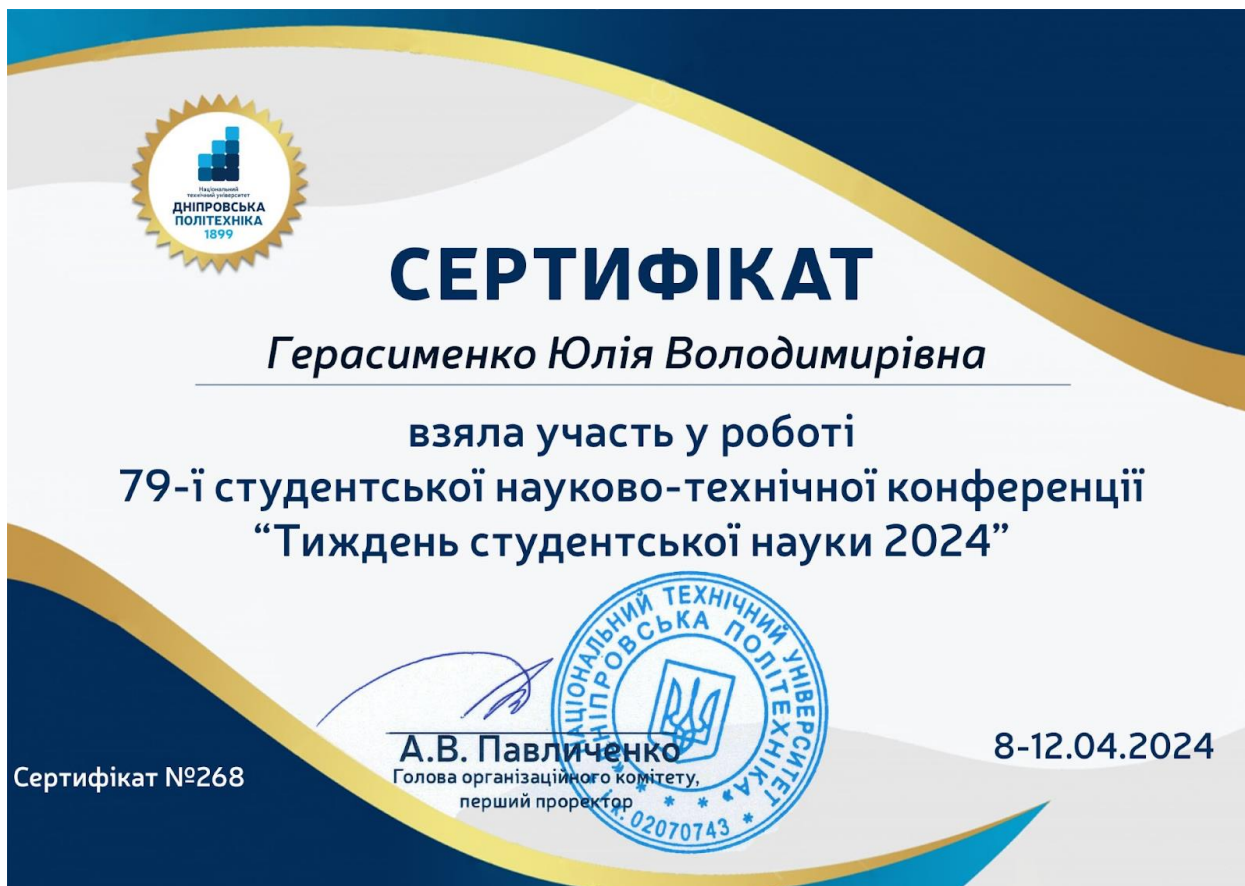 Національний
технічний університет
ДНІПРОВСЬКА
ПОЛІТЕХНІКА
1899
СЕРТИФІКАТ
Герасименко Юлія Володимирівна
взяла участь у роботі
79-ї студентської науково-технічної конференції
“Тиждень студентської науки 2024”
НАЦІОНАЛЬНИЙ ТЕХНІЧНИЙ УНІВЕРСИТЕТ
«ДНІПРОВСЬКА ПОЛІТЕХНІКА»
02070743
А.В. Павличенко
Голова організаційного комітету,
перший проректор
8-12.04.2024
Сертифікат №268